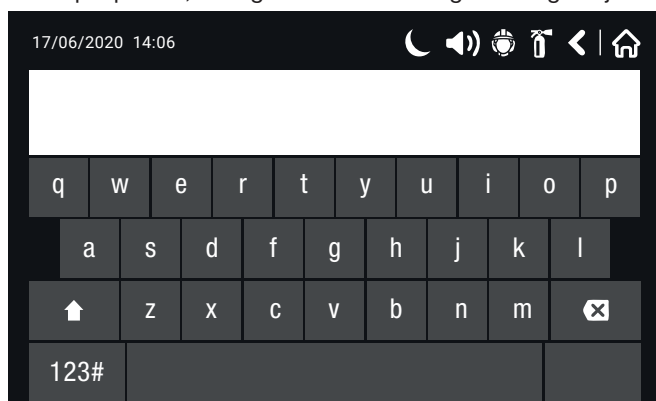 17/06/2020 14:06
q w e r t y u i o p
a s d f g h j k l
z x c v b n m
123#